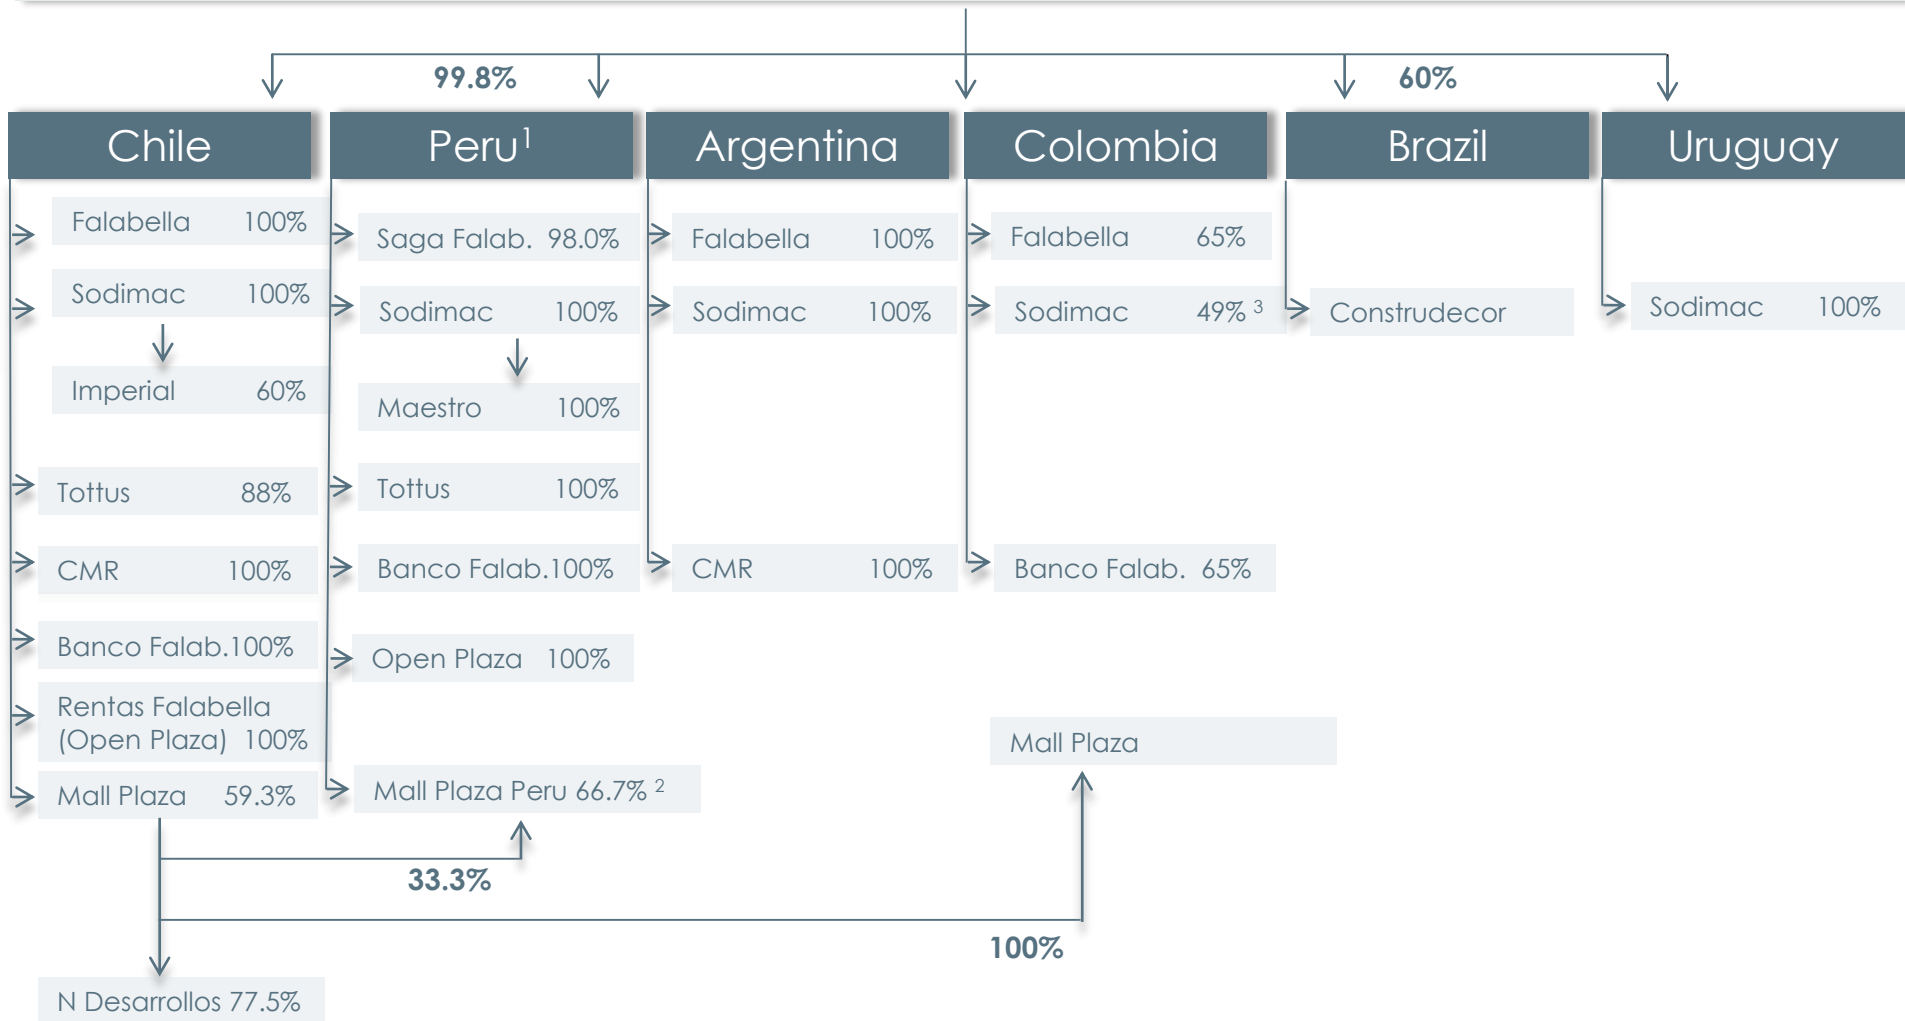 99.8%
60%
Chile
Peru1
Argentina
Colombia
Brazil
Uruguay
Falabella 100%
Sodimac 100%
Imperial 60%
Tottus 88%
CMR 100%
Banco Falab.100%
Rentas Falabella
(Open Plaza) 100%
Mall Plaza 59.3%
N Desarrollos 77.5%
Saga Falab. 98.0%
Sodimac 100%
Maestro 100%
Tottus 100%
Banco Falab.100%
Open Plaza 100%
Mall Plaza Peru 66.7% 2
33.3%
Falabella 100%
Sodimac 100%
CMR 100%
Falabella 65%
Sodimac 49% 3
Banco Falab. 65%
Mall Plaza
100%
Construdecor
Sodimac 100%